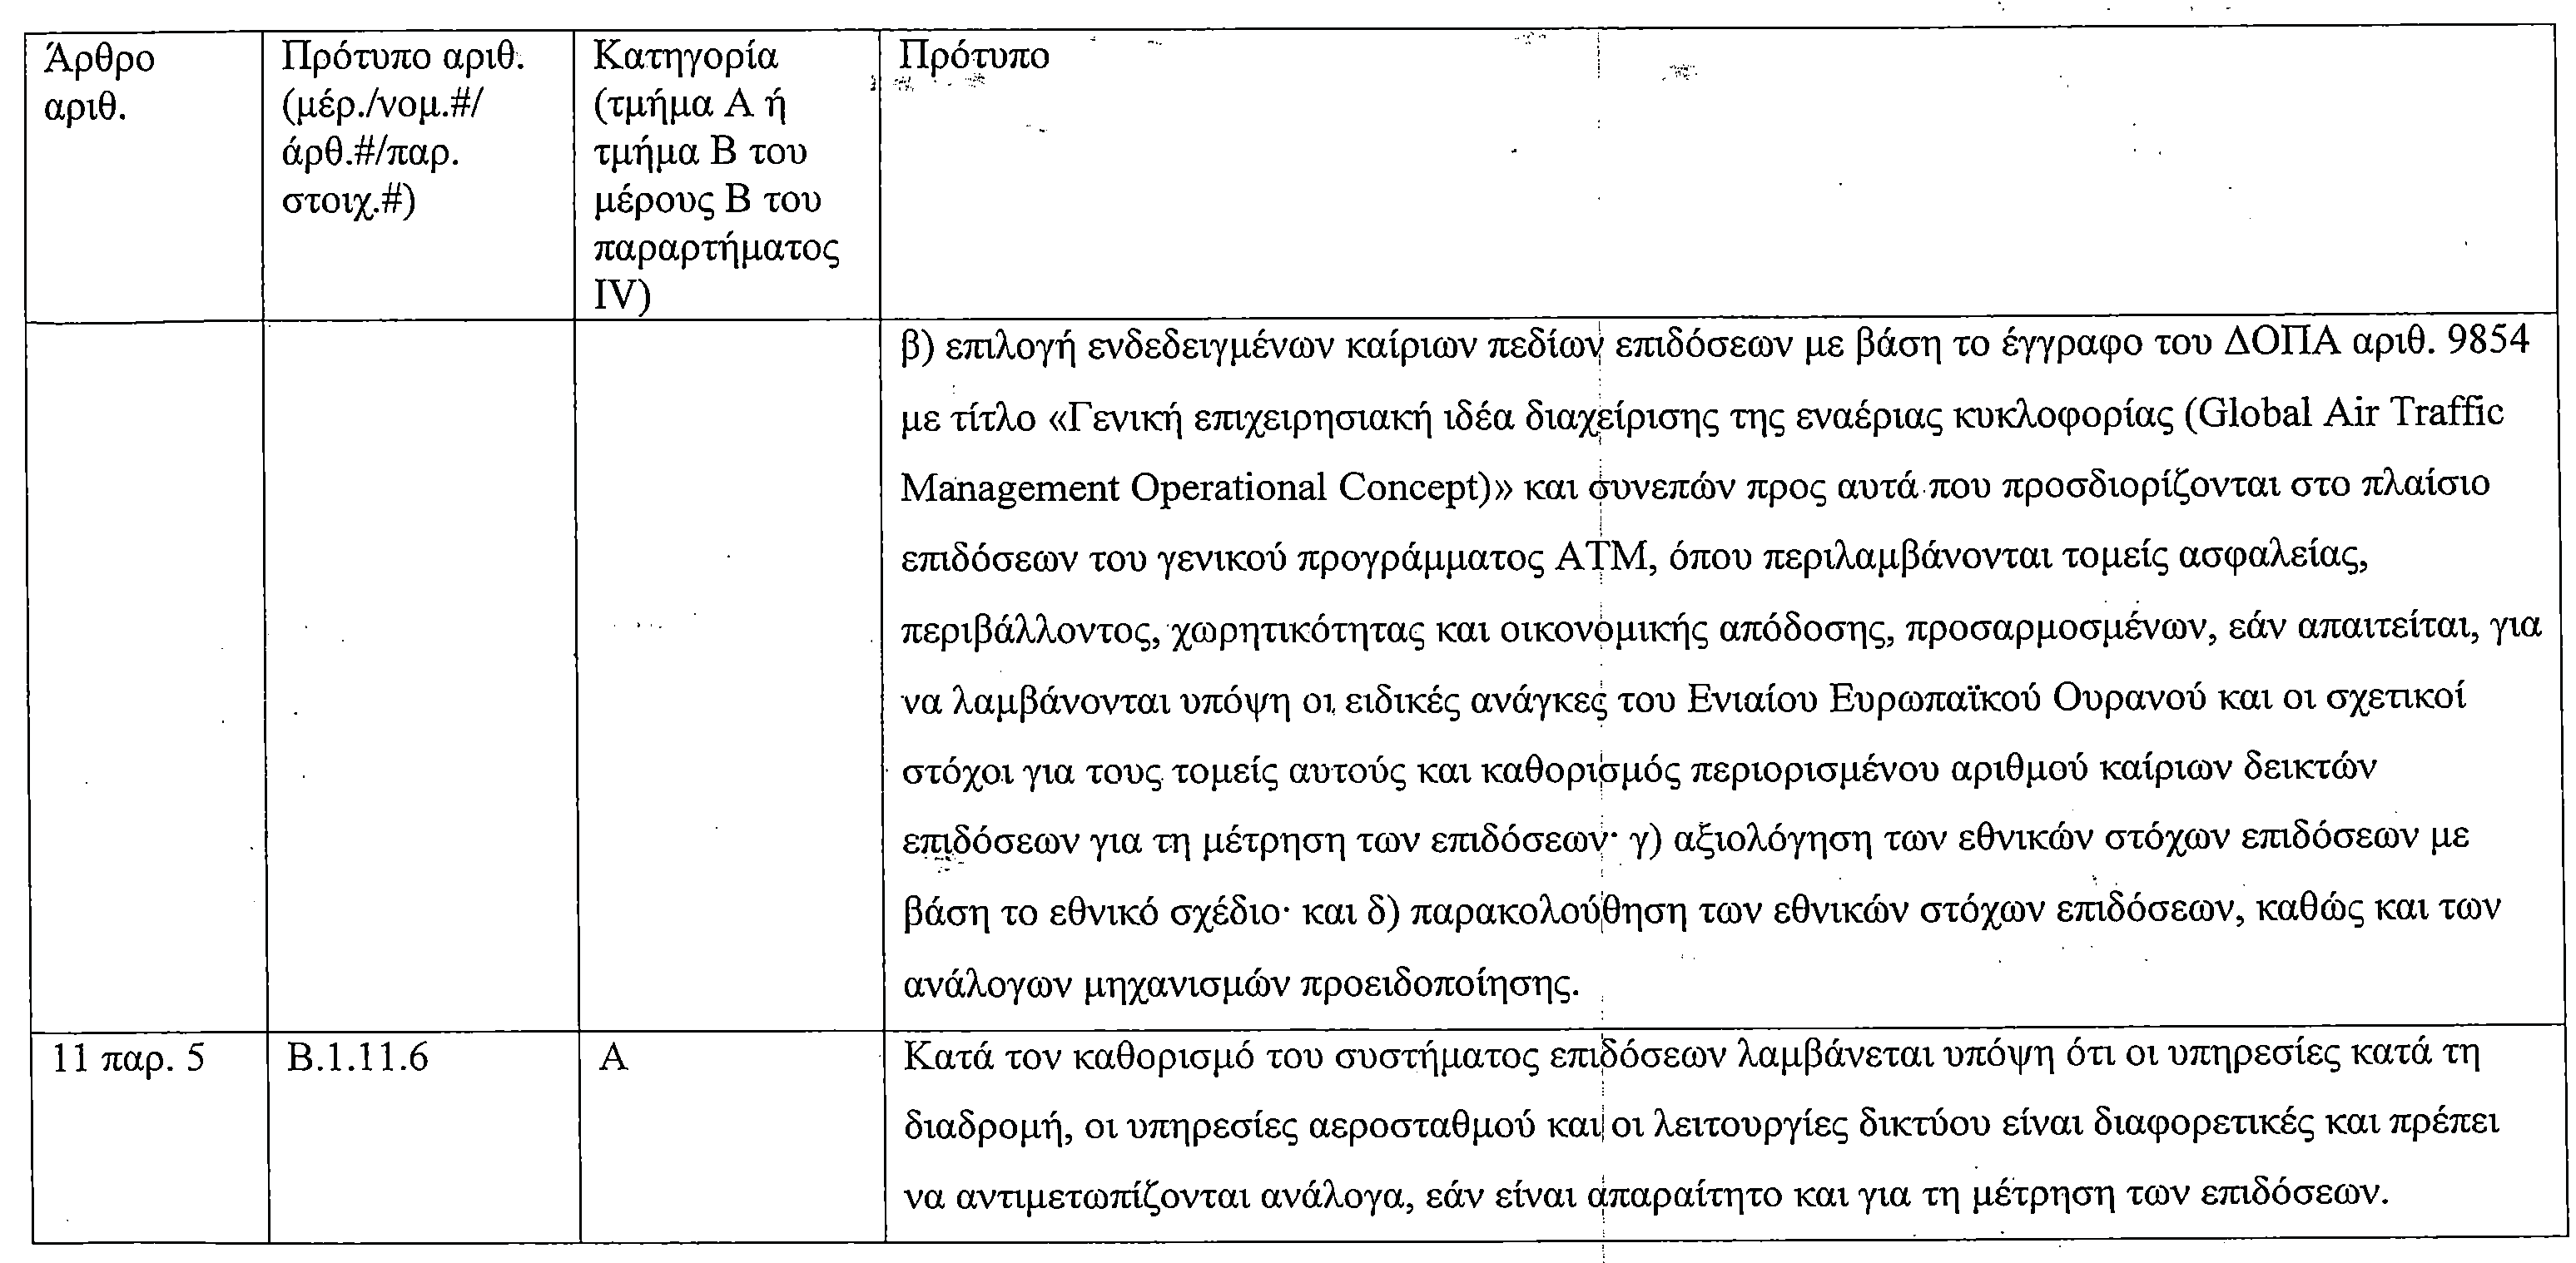 Άρθρο αριθ.
Πρότυπο αριθ. (μέρ./νομ.#/ άρθ.#/παρ. στοιχ.#)
Κατηγορία (τμήμα Α ή τμήμα Β του μέρους Β του παραρτήματος IV)
Πρότυπο
β) επιλογή ενδεδειγμένων καίριων πεδίων επιδόσεων με βάση το έγγραφο του ΔΟΠΑ αριθ. 9854
με τίτλο «Γενική επιχειρησιακή ιδέα διαχείρισης της εναέριας κυκλοφορίας (Global Air Traffic
Management Operational Concept)» και συνεπών προς αυτά που προσδιορίζονται στο πλαίσιο
επιδόσεων του γενικού προγράμματος ΑΤΜ, όπου περιλαμβάνονται τομείς ασφαλείας,
περιβάλλοντος, χωρητικότητας και οικονομικής απόδοσης, προσαρμοσμένων, εάν απαιτείται, για
να λαμβάνονται υπόψη οι ειδικές ανάγκες του Ενιαίου Ευρωπαϊκού Ουρανού και οι σχετικοί
στόχοι για τους τομείς αυτούς και καθορισμός περιορισμένου αριθμού καίριων δεικτών
επιδόσεων για τη μέτρηση των επιδόσεων· γ) αξιολόγηση των εθνικών στόχων επιδόσεων με
βάση το εθνικό σχέδιο· και δ) παρακολούθηση των εθνικών στόχων επιδόσεων, καθώς και των
ανάλογων μηχανισμών προειδοποίησης.
11 παρ. 5
Β.1.11.6
Α
Κατά τον καθορισμό του συστήματος επιδόσεων λαμβάνεται υπόψη ότι οι υπηρεσίες κατά τη
διαδρομή, οι υπηρεσίες αεροσταθμού και οι λειτουργίες δικτύου είναι διαφορετικές και πρέπει
να αντιμετωπίζονται ανάλογα, εάν είναι απαραίτητο και για τη μέτρηση των επιδόσεων.